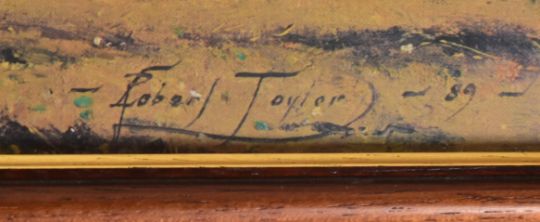 - Robert Taylor - 89 -